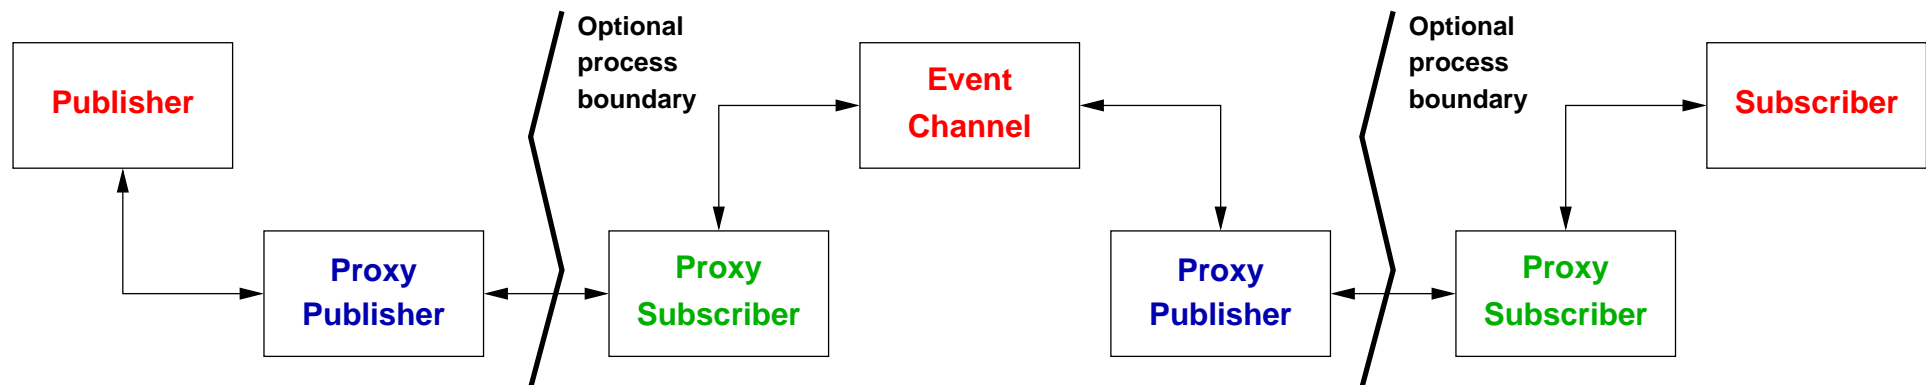 Publisher
Proxy
Publisher
Optional
process
boundary
Proxy
Subscriber
Event
Channel
Proxy
Publisher
Optional
process
boundary
Proxy
Subscriber
Subscriber